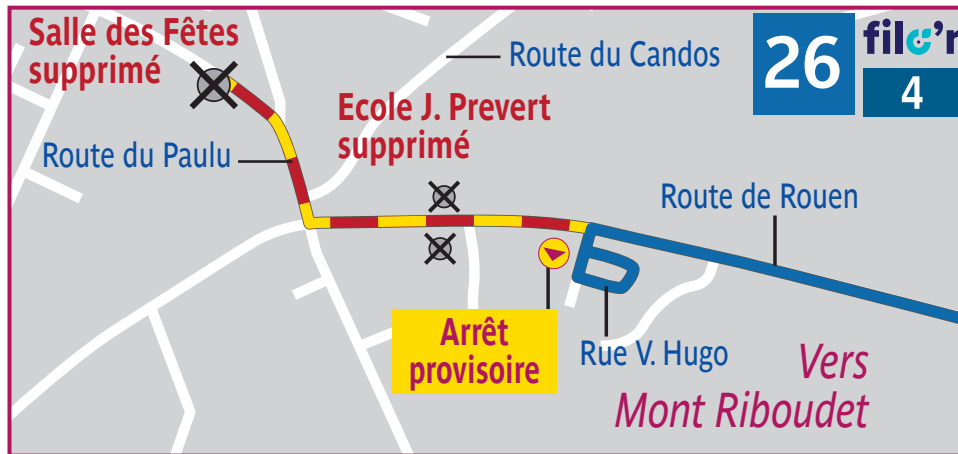 Salle des Fêtes
supprimé
Route du Candos
26
filo'r
4
Ecole J. Prevert
supprimé
Route du Paulu
Route de Rouen
Arrêt
provisoire
Rue V. Hugo
Vers
Mont Riboudet